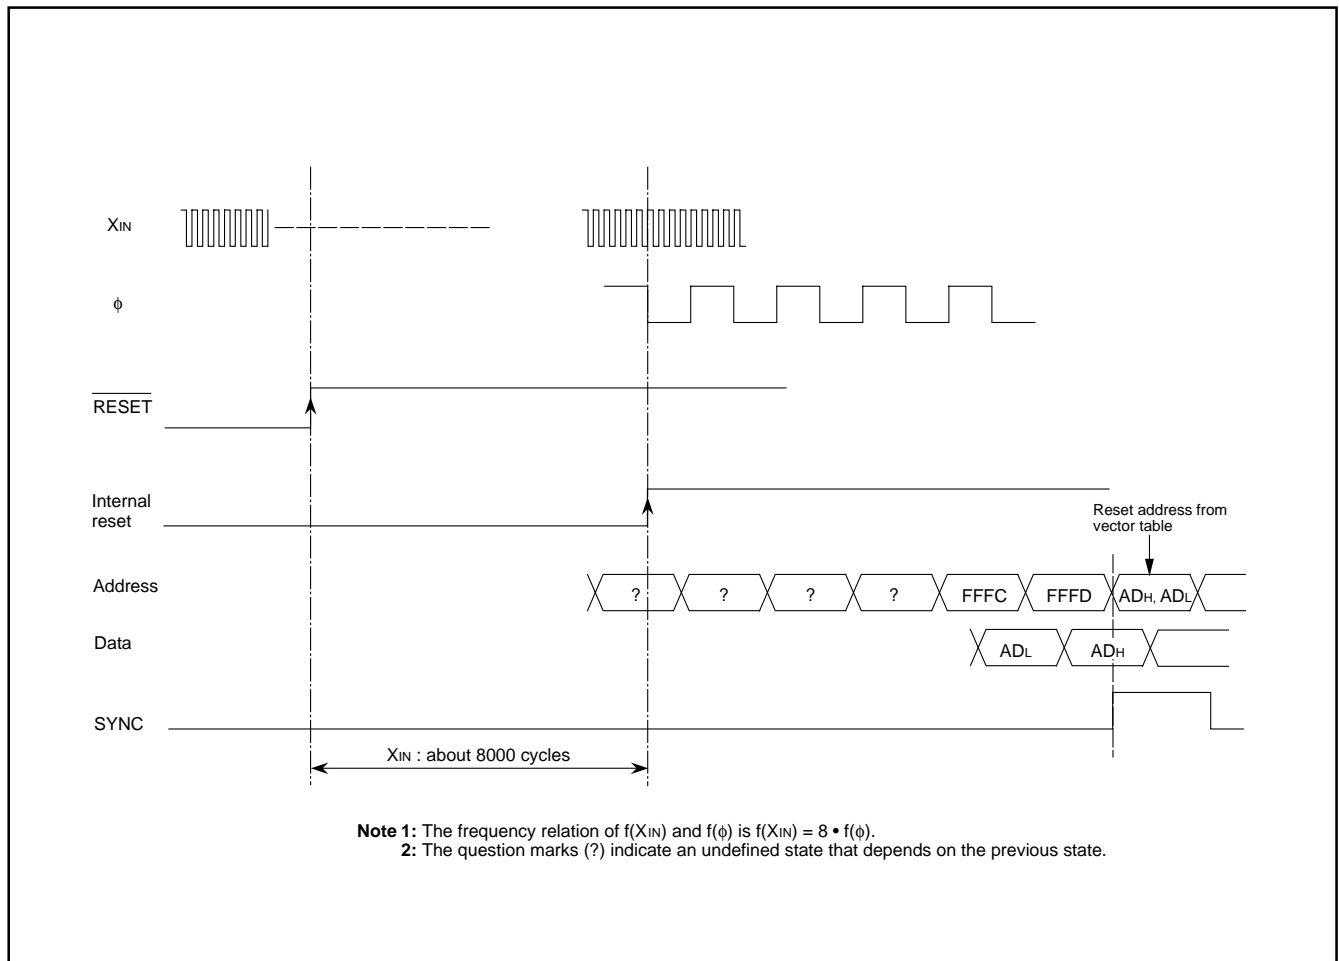 XIN
ϕ
RESET
Internal
reset
Reset address from
vector table
Address
? ? ? ? FFFC FFFD ADH, ADL
Data
ADL ADH
SYNC
XIN : about 8000 cycles
Note 1: The frequency relation of f(XIN) and f(ϕ) is f(XIN) = 8 • f(ϕ).
2: The question marks (?) indicate an undefined state that depends on the previous state.